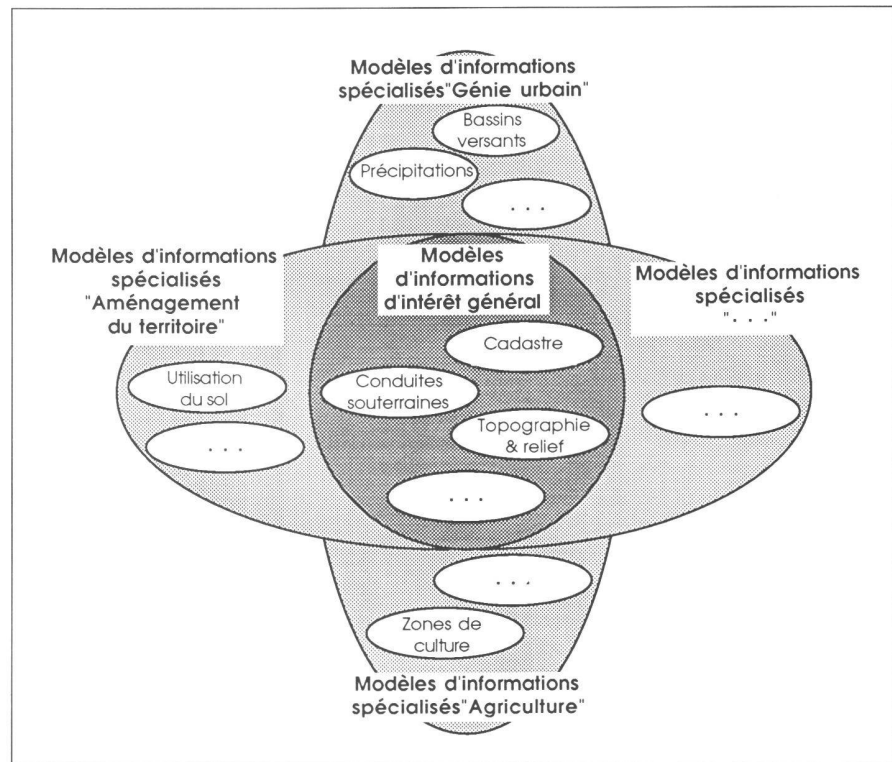 Modèles d'informations
spécialisés"Génie urbain"
Bassins
versants
Précipitations
. . .
Modèles d'informations
spécialisés
"Aménagement
du territoire"
Modèles
d'informations
d'intérêt général
Modèles d'informations
spécialisés
". . ."
Cadastre
Utilisation
du sol
Conduites
souterraines
. . .
Topographie
& relief
. . .
. . .
. . .
Zones de
culture
Modèles d'informations
spécialisés"Agriculture"